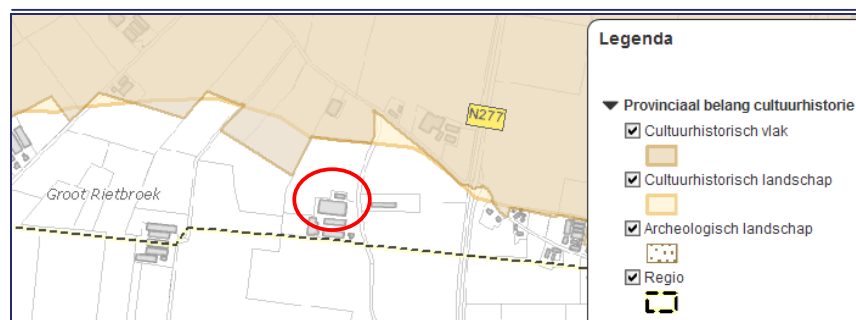 Legenda
Provinciaal belang cultuurhistorie
Cultuurhistorisch vlak
Cultuurhistorisch landschap
Archeologisch landschap
Regio
N277
Groot Rietbroek